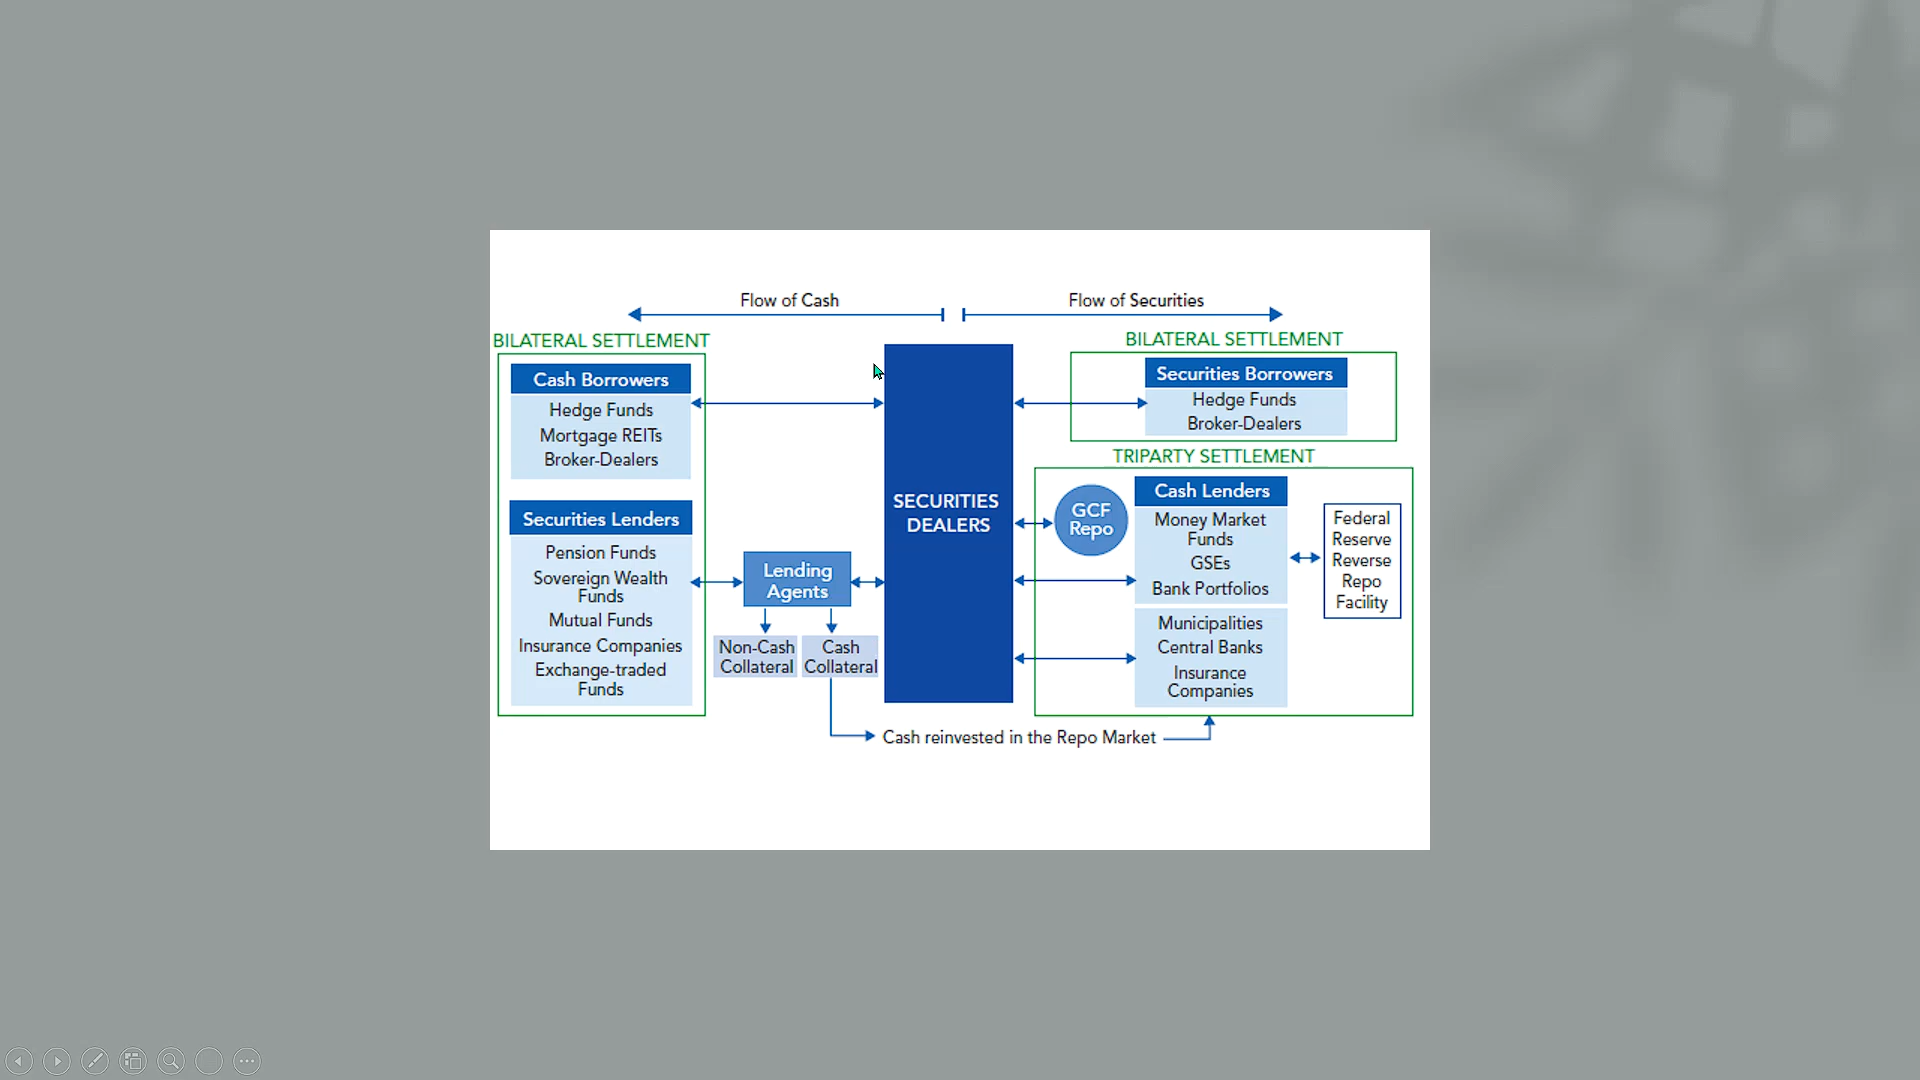 Flow of Cash
Flow of Securities
BILATERAL SETTLEMENT
Cash Borrowers
Hedge Funds
Mortgage REITs
Broker-Dealers
Securities Lenders
Pension Funds
Sovereign Wealth
Funds
Mutual Funds
Insurance Companies
Exchange-traded
Funds
Lending
Agents
Non-Cash
Collateral
Cash
Collateral
SECURITIES
DEALERS
BILATERAL SETTLEMENT
Securities Borrowers
Hedge Funds
Broker-Dealers
TRIPARTY SETTLEMENT
GCF
Repo
Cash Lenders
Money Market
Funds
GSEs
Bank Portfolios
Municipalities
Central Banks
Insurance
Companies
Federal
Reserve
Reverse
Repo
Facility
Cash reinvested in the Repo Market